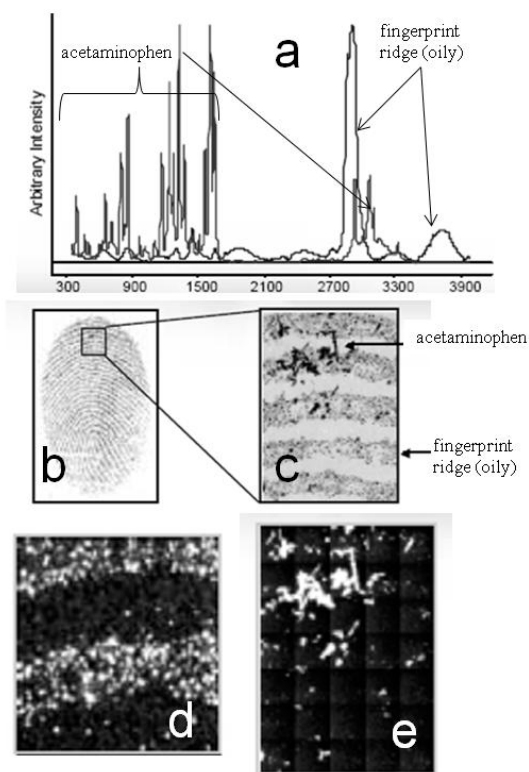 fingerprint
ridge (oily)
acetaminophen
a
Arbitrary Intensity
300 900 1500 2100 2700 3300 3900
b
c
acetaminophen
fingerprint
ridge (oily)
d
e